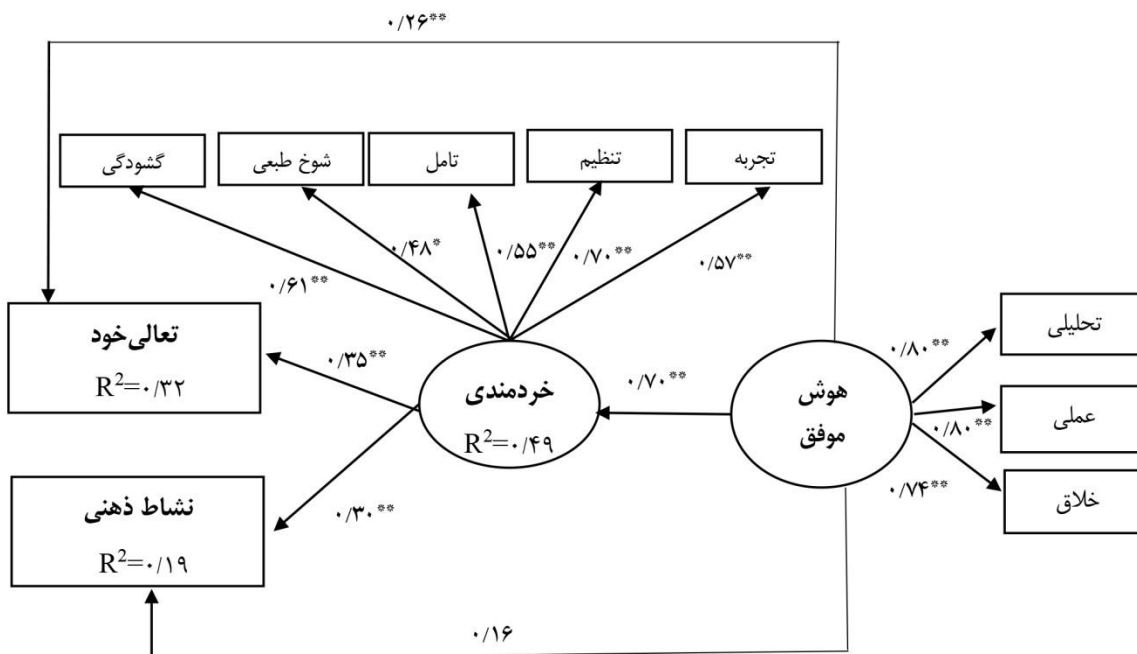 ۰/۲۶**
گشودگی
شوخ طبعی
تامل
تنظیم
تجربه
۰/۶۱**
۰/۴۸*
۰/۵۵**
۰/۷۰**
۰/۵۷**
تعالی‌خود
R²=۰/۳۲
۰/۳۵**
خردمندی
R²=۰/۴۹
۰/۷۰**
هوش
موفق
۰/۸۰**
تحلیلی
۰/۸۰**
عملی
۰/۷۴**
خلاق
نشاط ذهنی
R²=۰/۱۹
۰/۳۰**
۰/۱۶